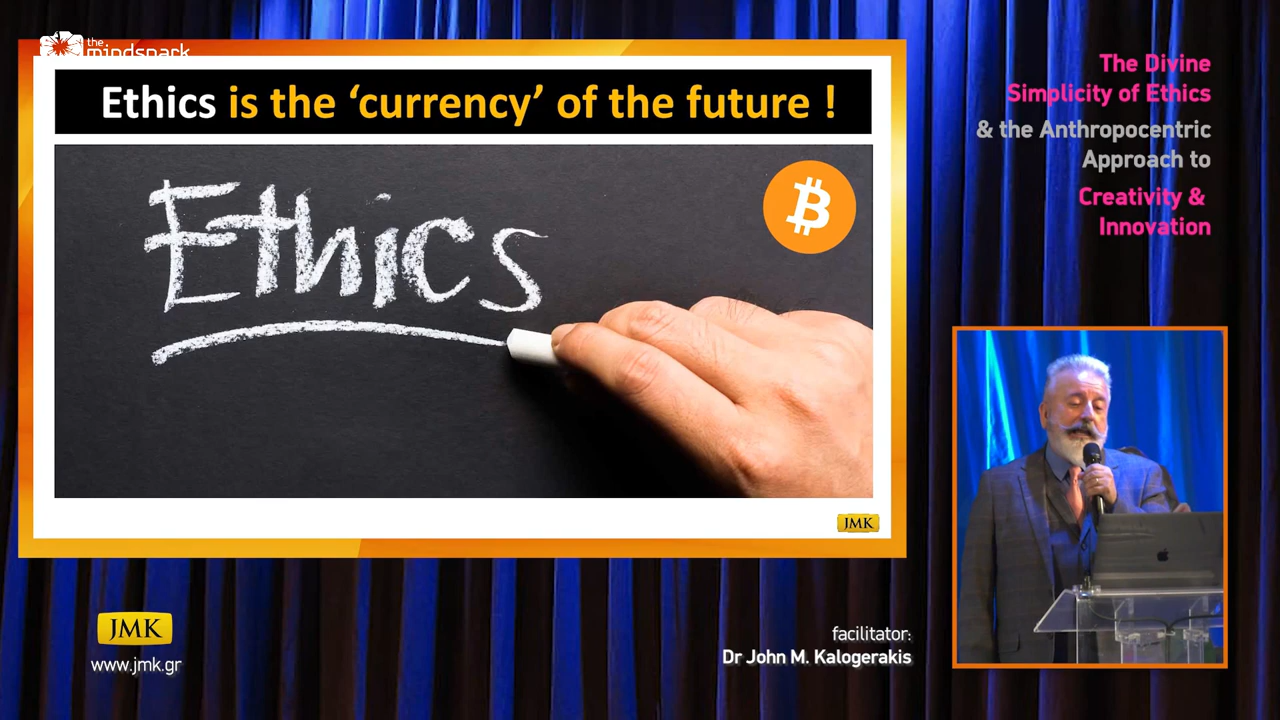 the
mindspark
Ethics is the ‘currency’ of the future !
Ethics
JMK
The Divine
Simplicity of Ethics
& the Anthropocentric
Approach to
Creativity &
Innovation
JMK
www.jmk.gr
facilitator:
Dr John M. Kalogerakis